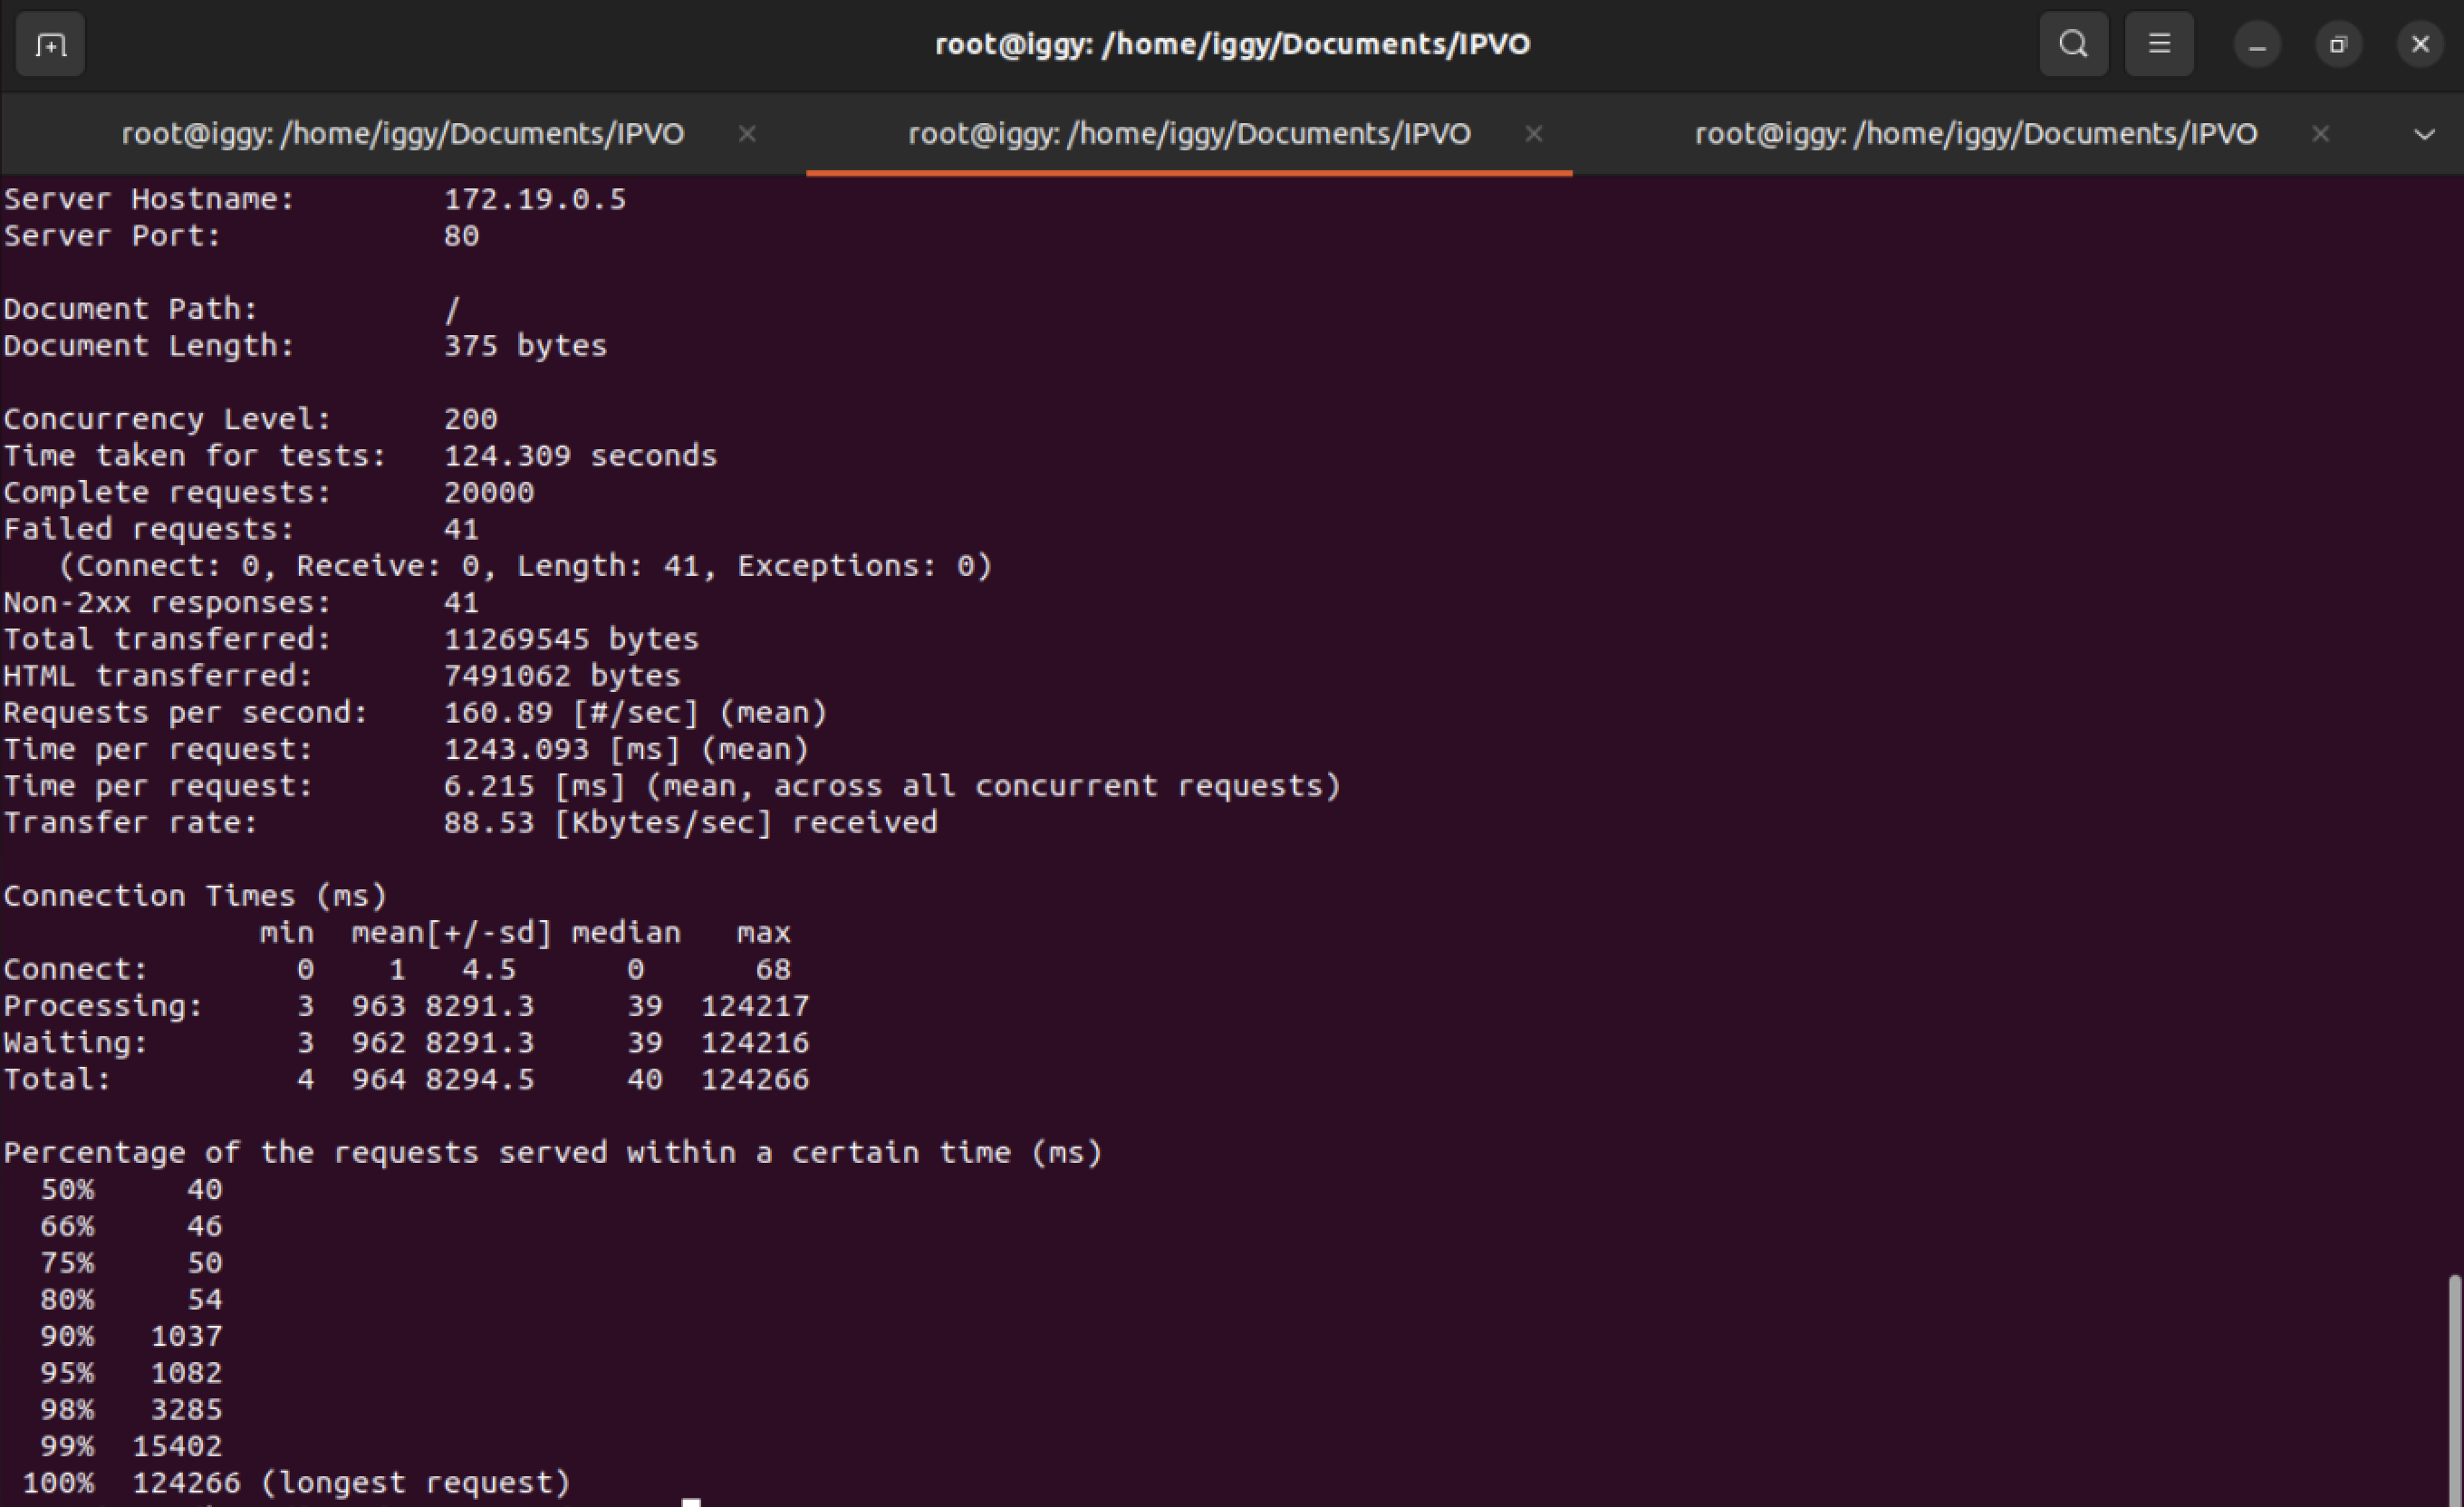 root@iggy: /home/iggy/Documents/IPVO
root@iggy: /home/iggy/Documents/IPVO root@iggy: /home/iggy/Documents/IPVO root@iggy: /home/iggy/Documents/IPVO
Server Hostname:        172.19.0.5
Server Port:            80
Document Path:          /
Document Length:        375 bytes
Concurrency Level:      200
Time taken for tests:   124.309 seconds
Complete requests:      20000
Failed requests:        41
   (Connect: 0, Receive: 0, Length: 41, Exceptions: 0)
Non-2xx responses:      41
Total transferred:      11269545 bytes
HTML transferred:       7491062 bytes
Requests per second:    160.89 [#/sec] (mean)
Time per request:       1243.093 [ms] (mean)
Time per request:       6.215 [ms] (mean, across all concurrent requests)
Transfer rate:          88.53 [Kbytes/sec] received
Connection Times (ms)
              min  mean[+/-sd] median   max
Connect:        0    1   4.5      0      68
Processing:     3  963 8291.3     39  124217
Waiting:        3  962 8291.3     39  124216
Total:          4  964 8294.5     40  124266
Percentage of the requests served within a certain time (ms)
  50%     40
  66%     46
  75%     50
  80%     54
  90%   1037
  95%   1082
  98%   3285
  99%  15402
 100%  124266 (longest request)